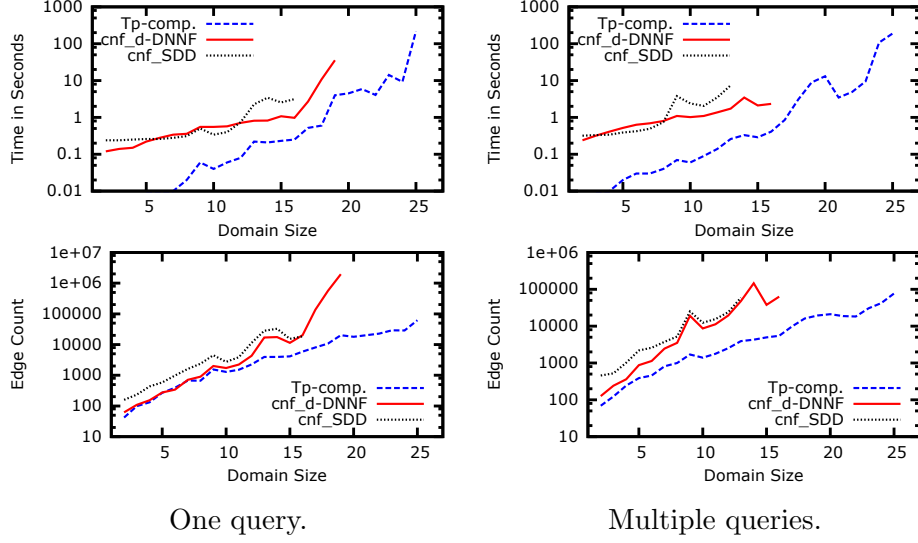 1000
100
10
1
0.1
0.01
Time in Seconds
Tp-comp.
cnf_d-DNNF
cnf_SDD
5 10 15 20 25
Domain Size
1000
100
10
1
0.1
0.01
Time in Seconds
Tp-comp.
cnf_d-DNNF
cnf_SDD
5 10 15 20 25
Domain Size
1e+07
1e+06
100000
10000
1000
100
10
Edge Count
Tp-comp.
cnf_d-DNNF
cnf_SDD
5 10 15 20 25
Domain Size
One query.
1e+06
100000
10000
1000
100
10
Edge Count
Tp-comp.
cnf_d-DNNF
cnf_SDD
5 10 15 20 25
Domain Size
Multiple queries.